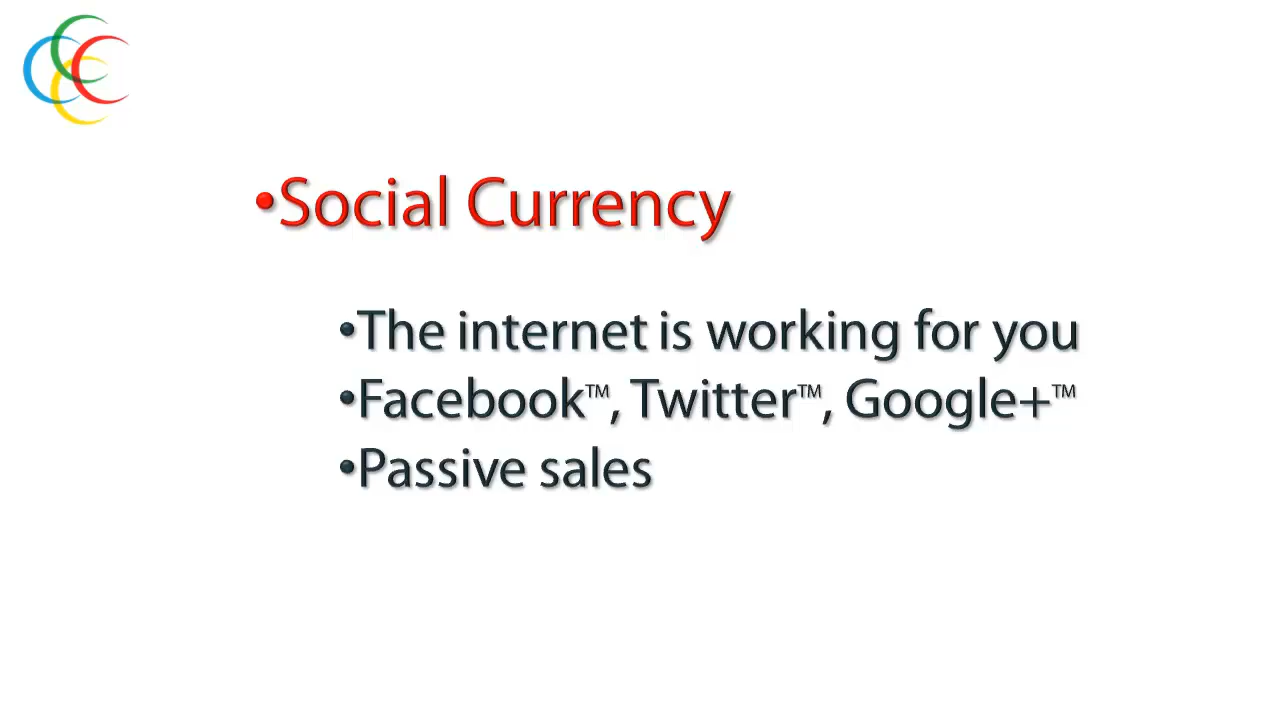 •Social Currency
•The internet is working for you
•Facebook™, Twitter™, Google+™
•Passive sales